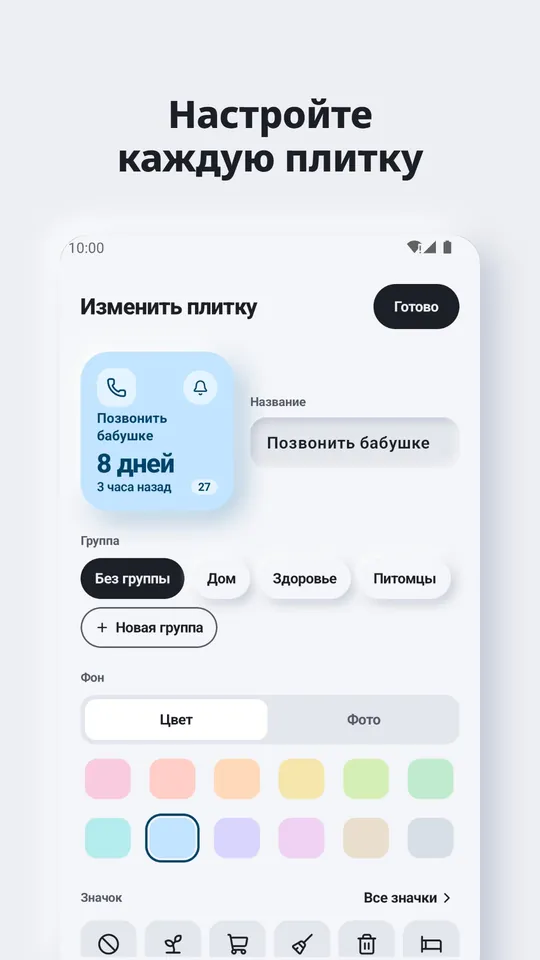 Настройте
каждую плитку
10:00
Изменить плитку
Готово
Позвонить
бабушке
8 дней
3 часа назад
27
Название
Позвонить бабушке
Группа
Без группы
Дом
Здоровье
Питомцы
+ Новая группа
Фон
Цвет
Фото
Значок
Все значки